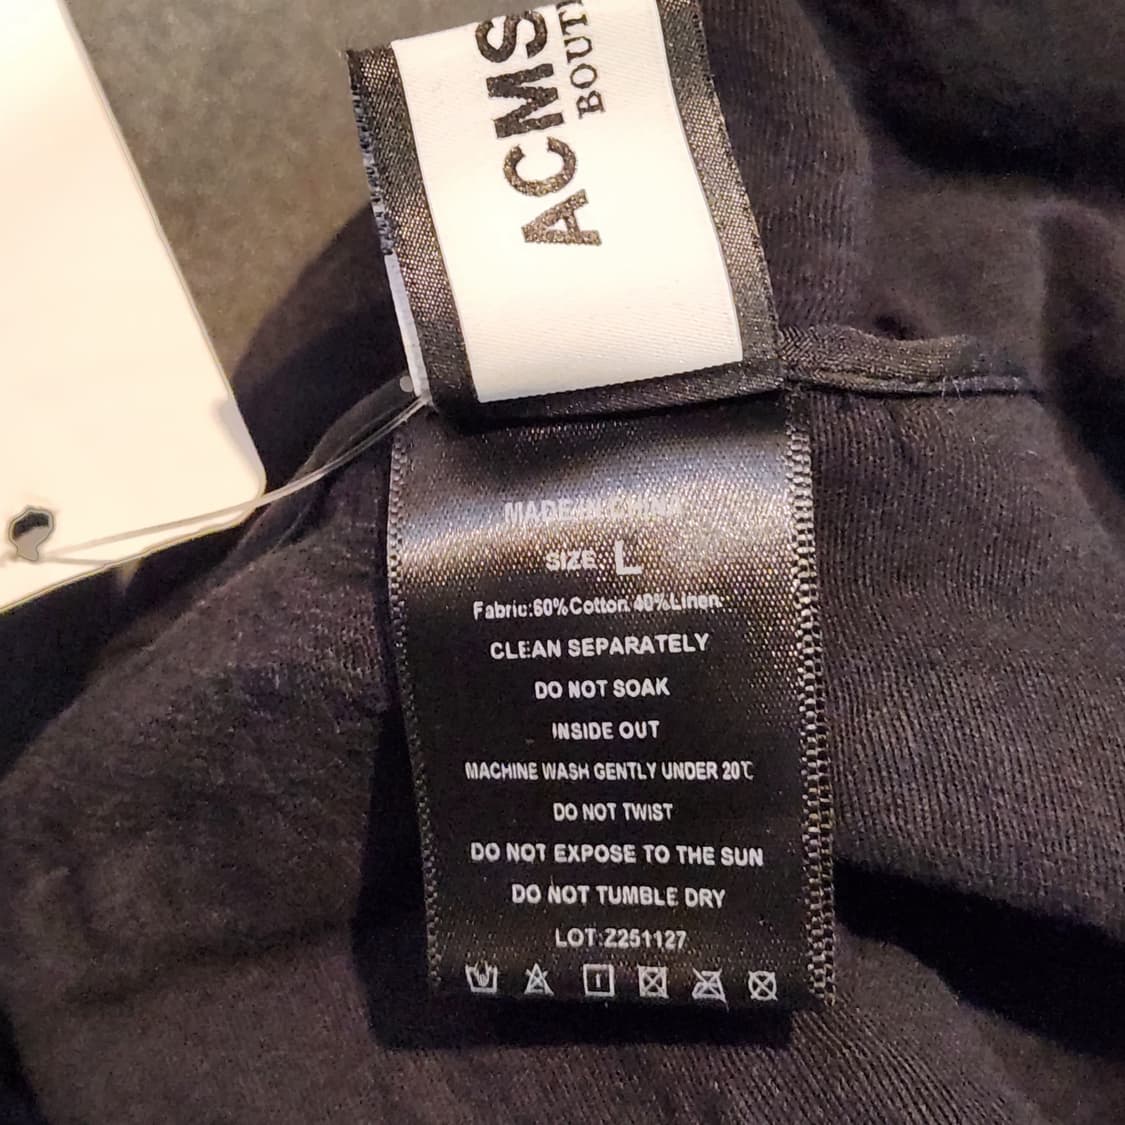 ACMS
BOUTI
MADE IN CHINA
SIZE L
Fabric:60%Cotton 40%Linen
CLEAN SEPARATELY
DO NOT SOAK
INSIDE OUT
MACHINE WASH GENTLY UNDER 20℃
DO NOT TWIST
DO NOT EXPOSE TO THE SUN
DO NOT TUMBLE DRY
LOT:Z251127